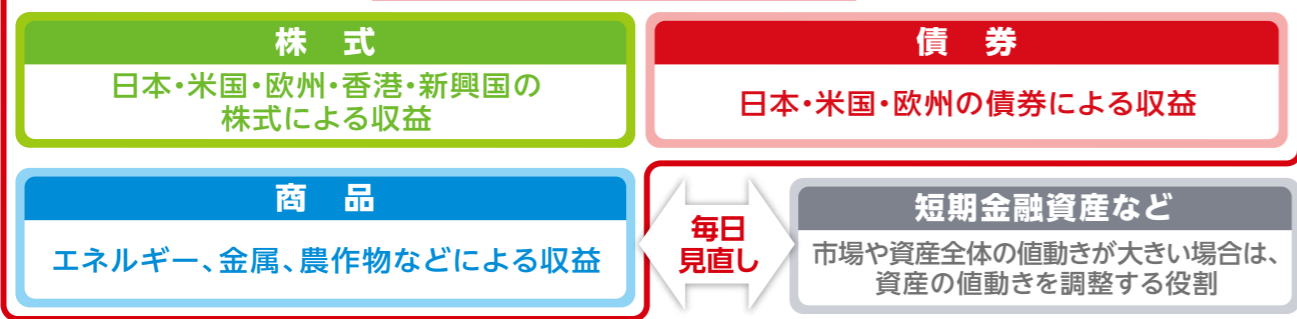 株 式
日本・米国・欧州・香港・新興国の
株式による収益
債 券
日本・米国・欧州の債券による収益
商 品
エネルギー、金属、農作物などによる収益
毎日
見直し
短期金融資産など
市場や資産全体の値動きが大きい場合は、
資産の値動きを調整する役割